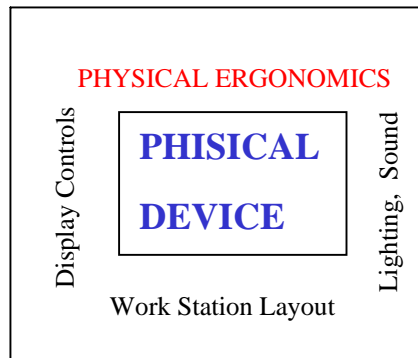 PHYSICAL ERGONOMICS
Display Controls
PHISICAL
DEVICE
Lighting, Sound
Work Station Layout